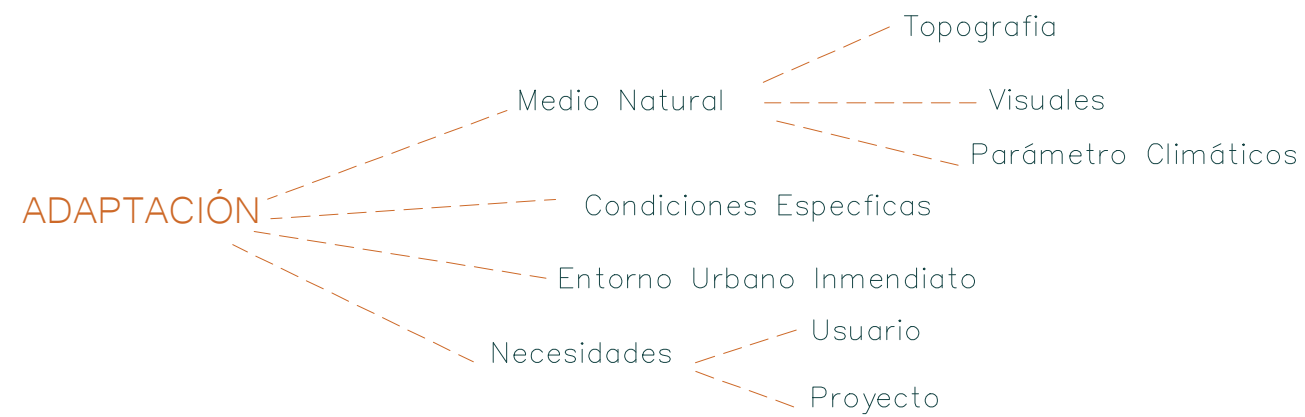 Topografia
Medio Natural
Visuales
Parámetro Climáticos
ADAPTACIÓN
Condiciones Especficas
Entorno Urbano Inmendiato
Usuario
Necesidades
Proyecto